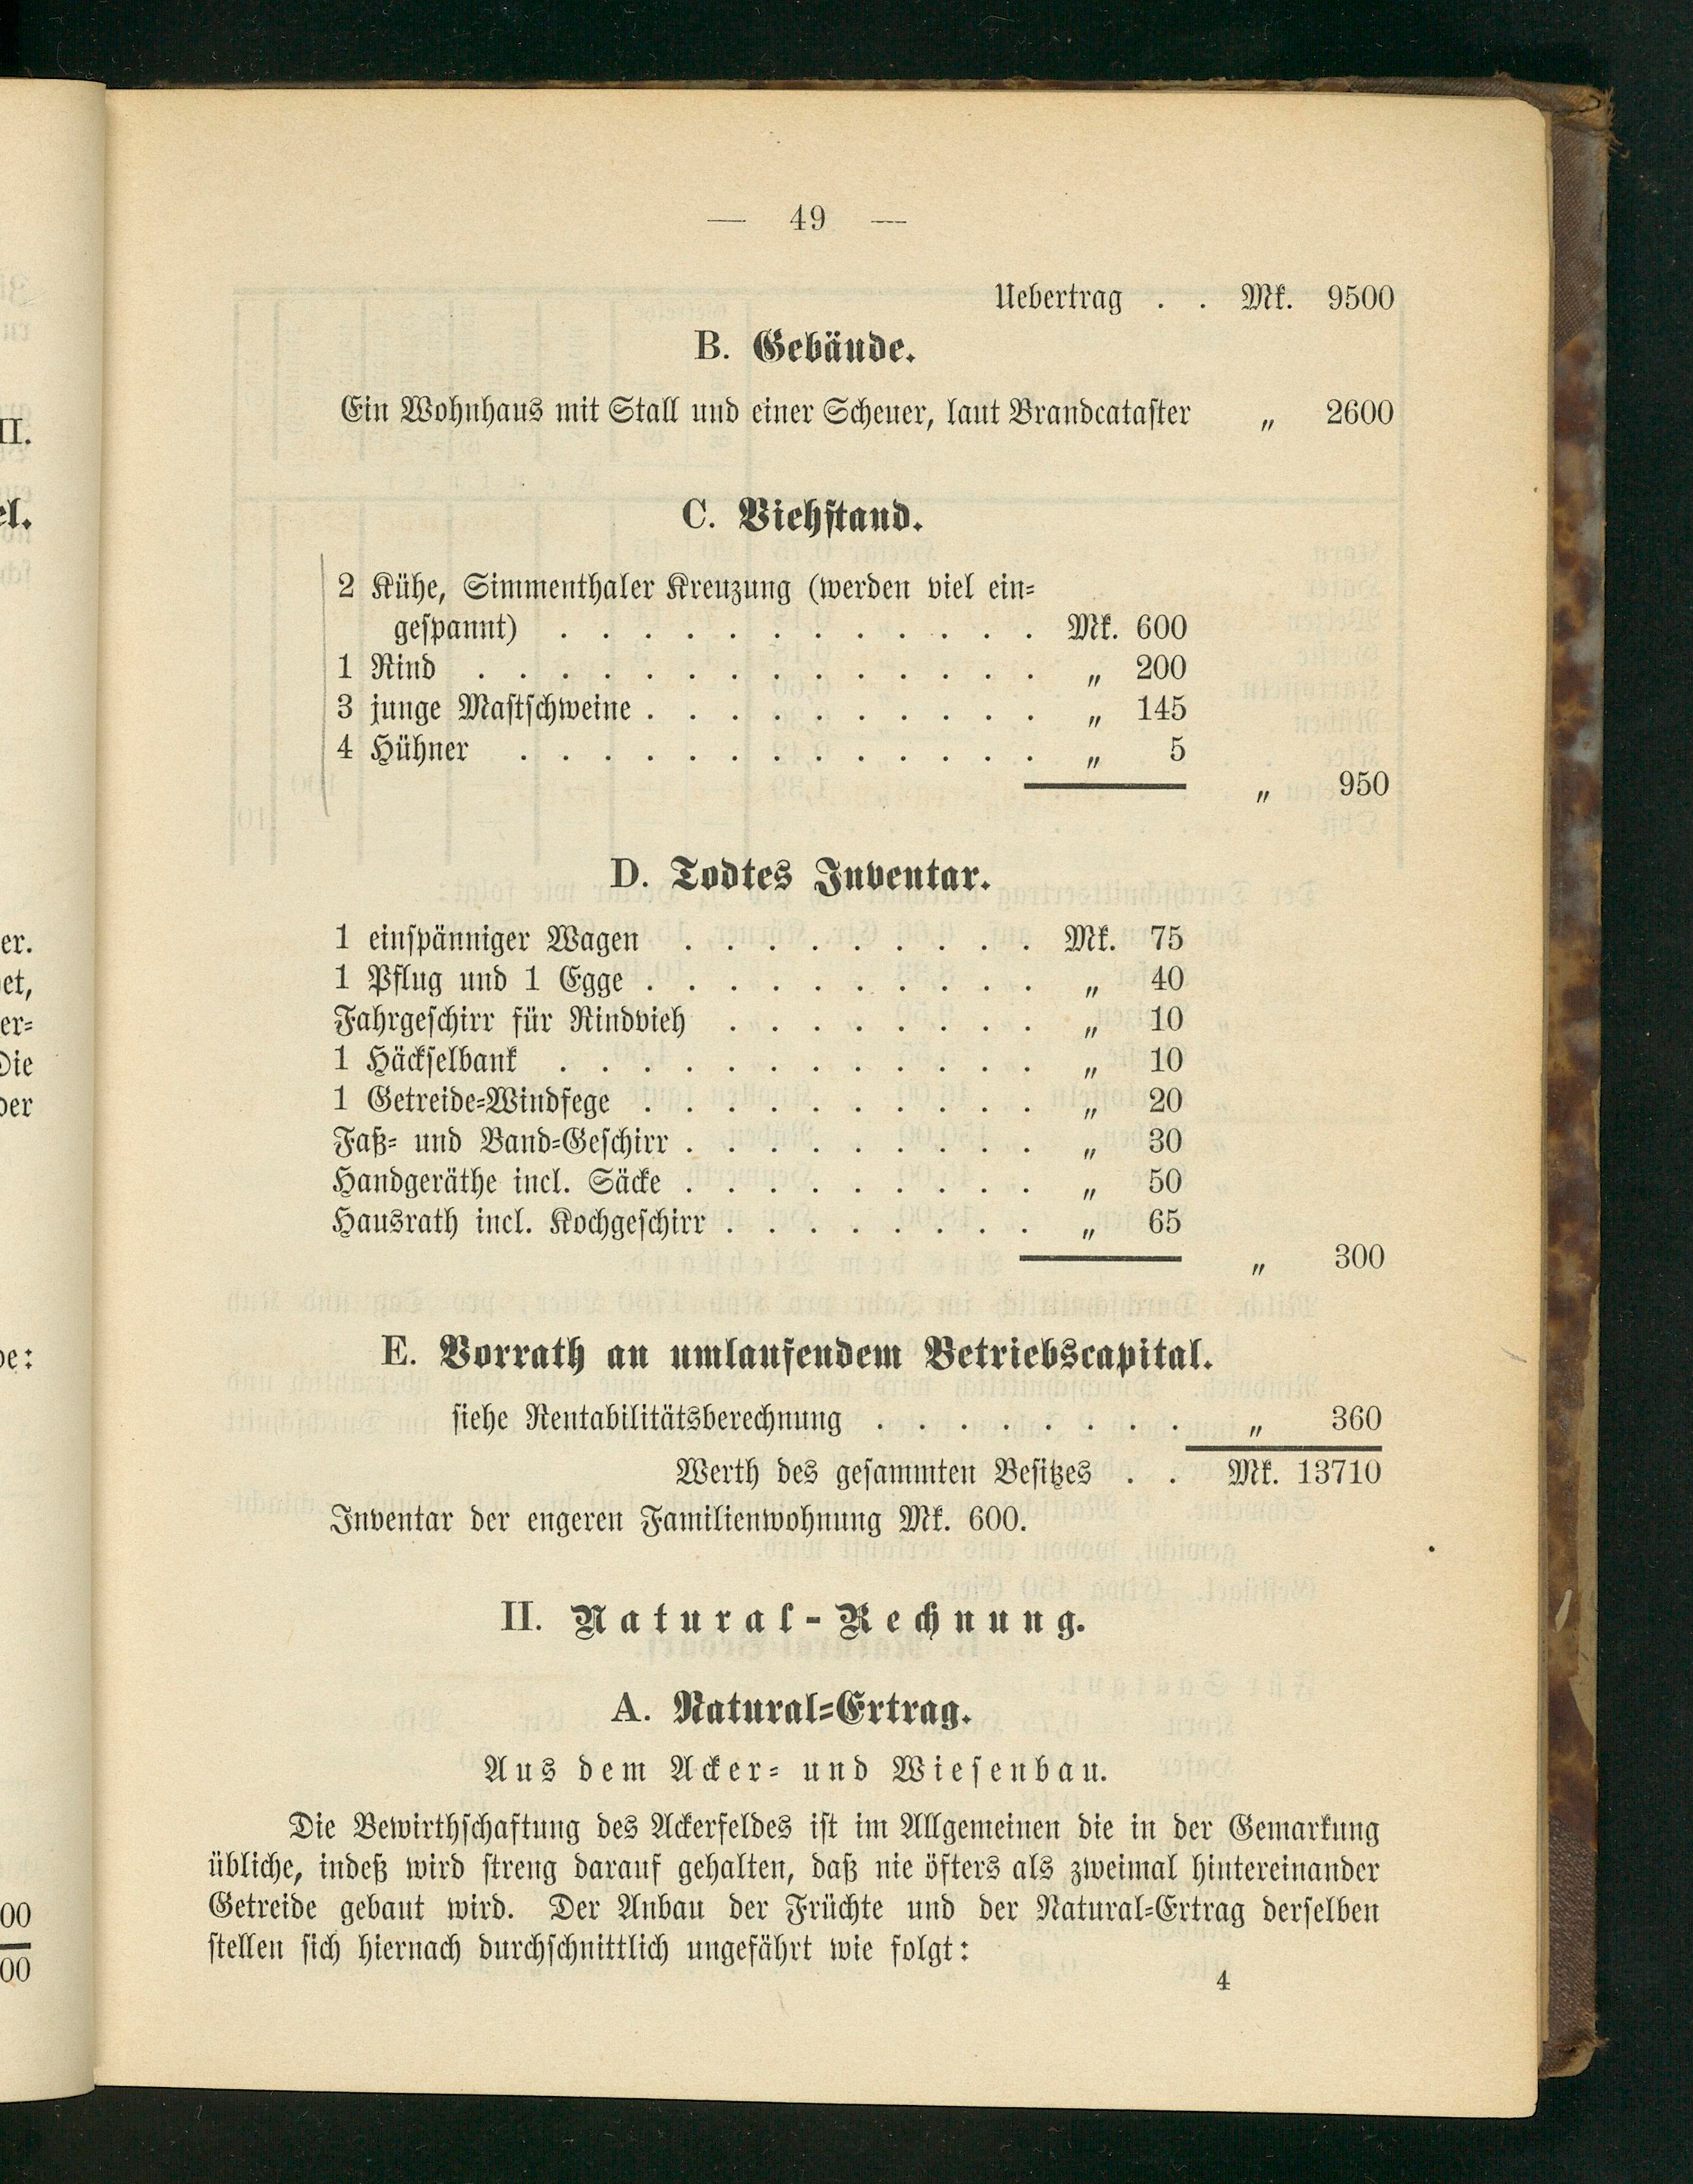 — 49 —
Uebertrag . . Mk. 9500
B. Gebäude.
Ein Wohnhaus mit Stall und einer Scheuer, laut Brandcataster „ 2600
C. Viehstand.
2 Kühe, Simmenthaler Kreuzung (werden viel ein-
gespannt) . . . . . . . . . . . . Mk. 600
1 Rind . . . . . . . . . . . . . . „ 200
3 junge Mastschweine . . . . . . . . . . „ 145
4 Hühner . . . . . . . . . . . . . „ 5
„ 950
D. Todtes Inventar.
1 einspänniger Wagen . . . . . . . . . Mk. 75
1 Pflug und 1 Egge . . . . . . . . . . „ 40
Fahrgeschirr für Rindvieh . . . . . . . . „ 10
1 Häckselbank . . . . . . . . . . . . „ 10
1 Getreide-Windfege . . . . . . . . . . „ 20
Faß- und Band-Geschirr . . . . . . . . . „ 30
Handgeräthe incl. Säcke . . . . . . . . . „ 50
Hausrath incl. Kochgeschirr . . . . . . . . „ 65
„ 300
E. Vorrath an umlaufendem Betriebscapital.
siehe Rentabilitätsberechnung . . . . . . . . „ 360
Werth des gesammten Besitzes . . Mk. 13710
Inventar der engeren Familienwohnung Mk. 600.
II. Natural-Rechnung.
A. Natural-Ertrag.
Aus dem Acker- und Wiesenbau.
Die Bewirthschaftung des Ackerfeldes ist im Allgemeinen die in der Gemarkung
übliche, indeß wird streng darauf gehalten, daß nie öfters als zweimal hintereinander
Getreide gebaut wird. Der Anbau der Früchte und der Natural-Ertrag derselben
stellen sich hiernach durchschnittlich ungefährt wie folgt:
4